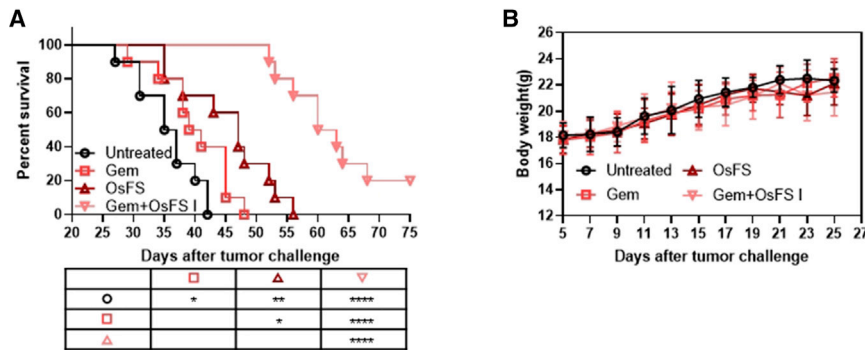 A
100
80
60
40
20
0
Percent survival
Untreated
Gem
OsFS
Gem+OsFS I
20 25 30 35 40 45 50 55 60 65 70 75
Days after tumor challenge
* ** ****
* ****
****
B
26
24
22
20
18
16
14
12
Body weight(g)
Untreated OsFS
Gem Gem+OsFS I
5 7 9 11 13 15 17 19 21 23 25 27
Days after tumor challenge